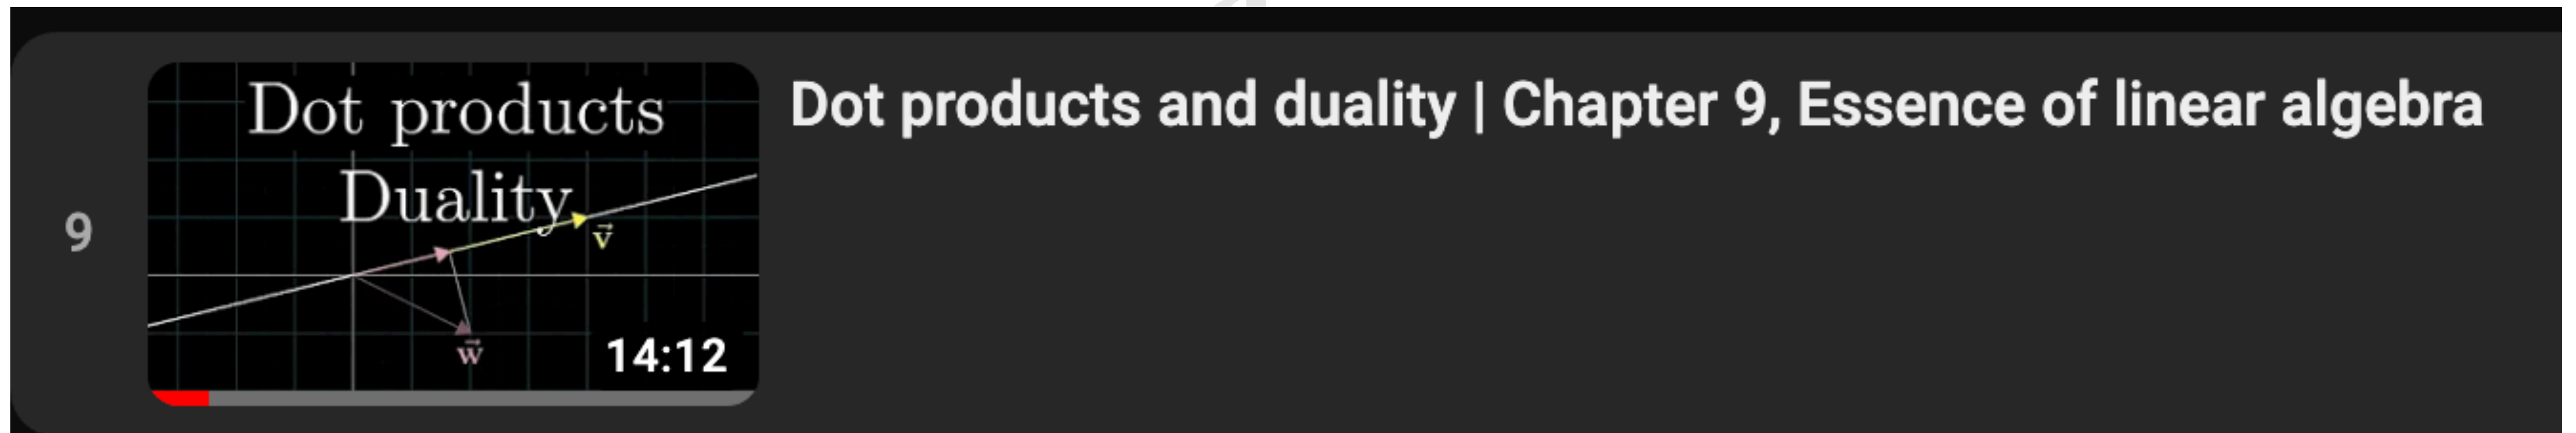 9
Dot products
Duality
v⃗
w⃗
14:12
Dot products and duality | Chapter 9, Essence of linear algebra